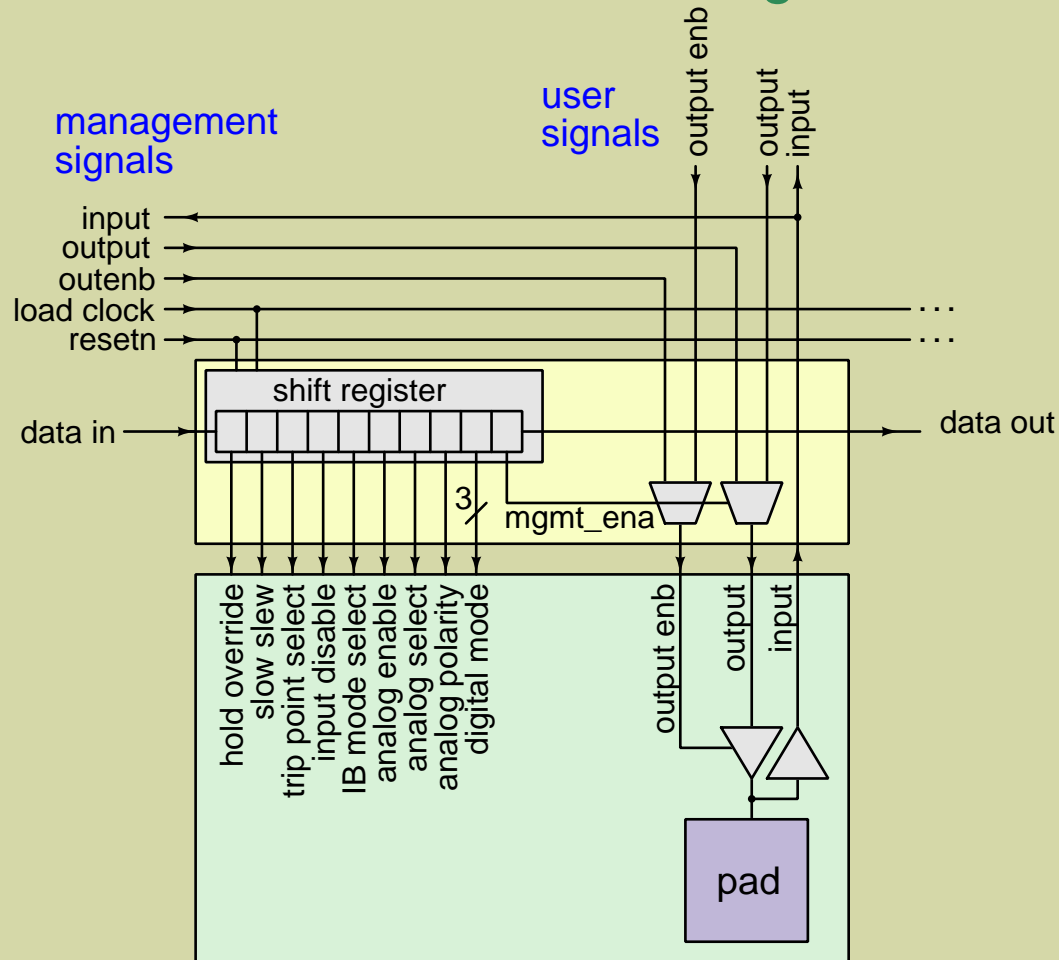 output enb
output
input
user
signals
management
signals
input
output
outenb
load clock
resetn
. . .
. . .
shift register
data in
data out
3
mgmt_ena
hold override
slow slew
trip point select
input disable
IB mode select
analog enable
analog select
analog polarity
digital mode
output enb
output
input
pad